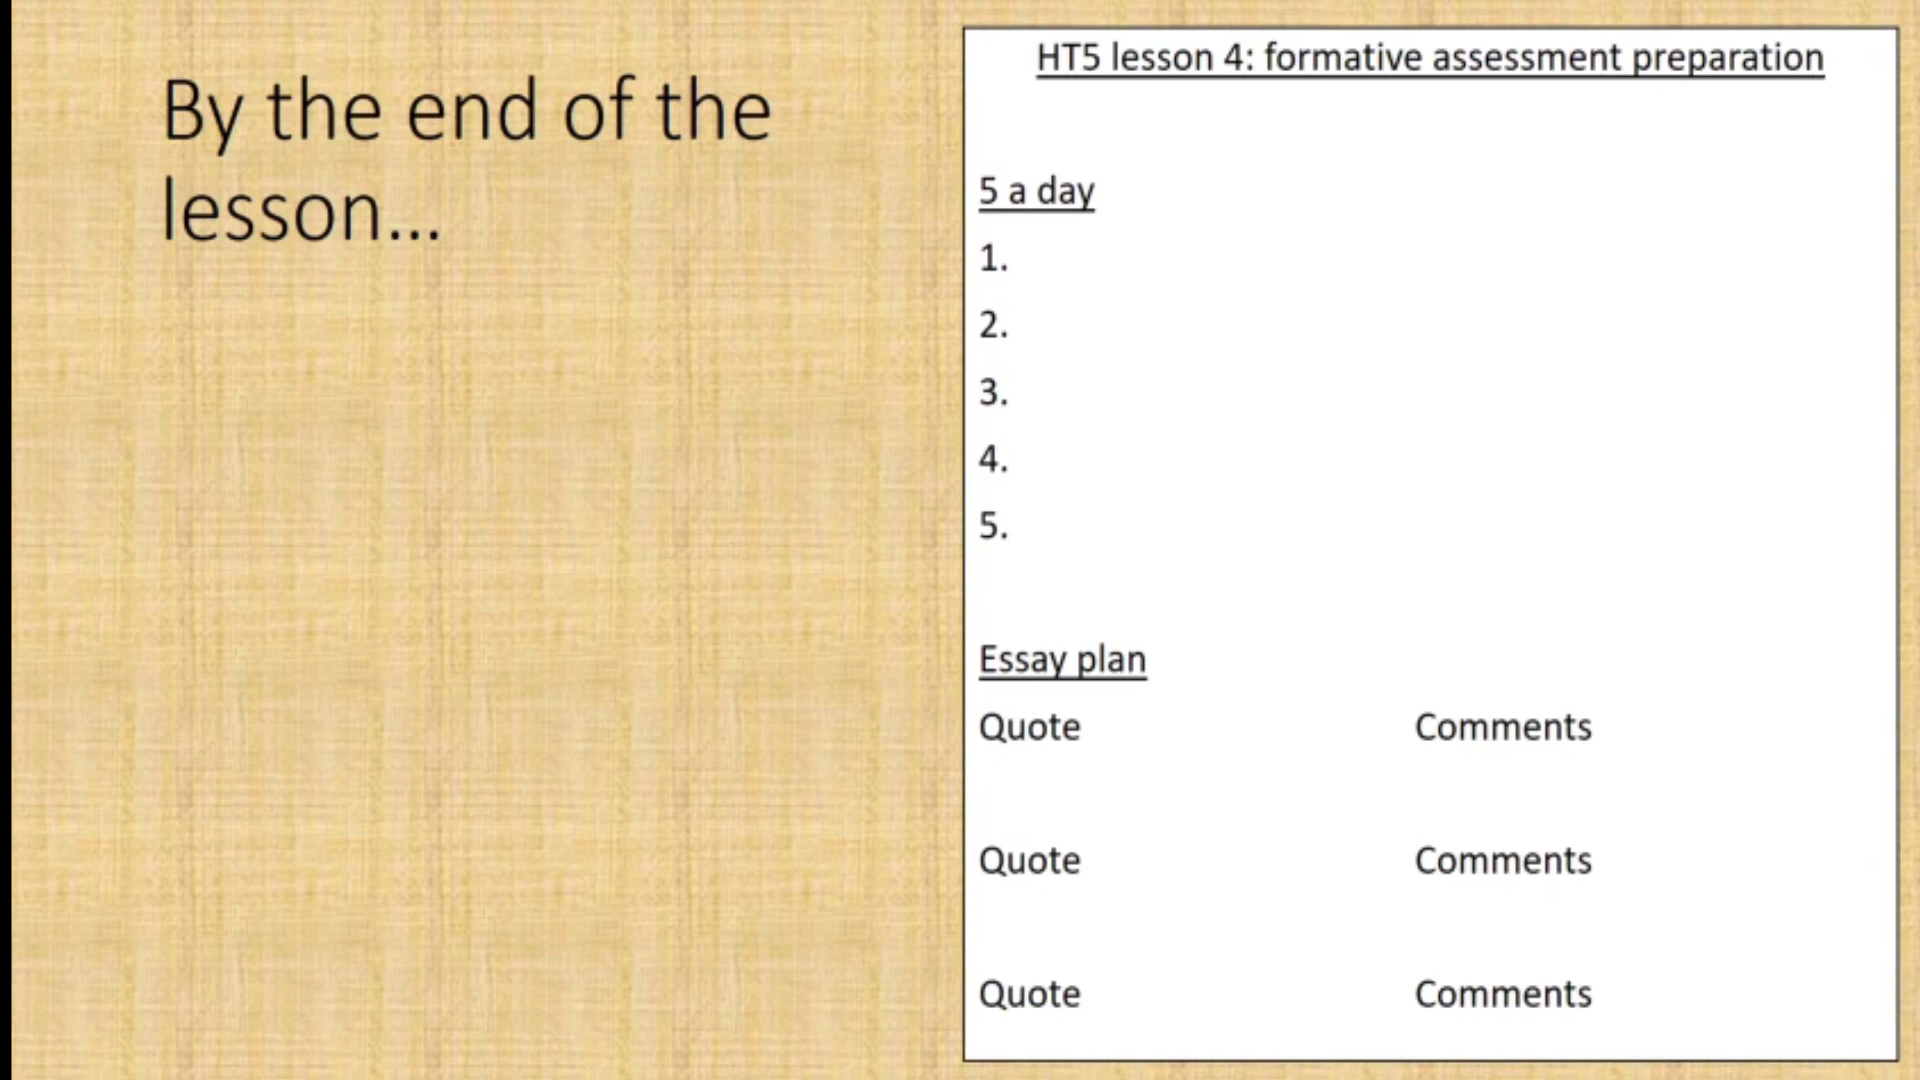 By the end of the
lesson...
HT5 lesson 4: formative assessment preparation
5 a day
1.
2.
3.
4.
5.
Essay plan
Quote Comments
Quote Comments
Quote Comments